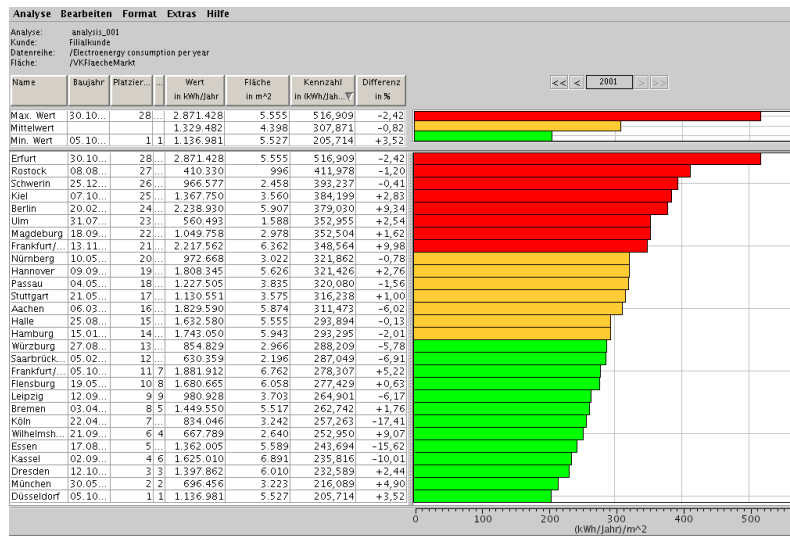 Analyse Bearbeiten Format Extras Hilfe
Analyse: analysis_001
Kunde: Filialkunde
Datenreihe: /Electroenergy consumption per year
Fläche: /VKFlaecheMarkt
Name Baujahr Platzier... ... Wert Fläche Kennzahl Differenz
in kWh/Jahr in m^2 in (kWh/Jah... in %
<< < 2001 > >>
Max. Wert 30.10... 28... 2.871.428 5.555 516,909 -2,42
Mittelwert 1.329.482 4.398 307,871 -0,82
Min. Wert 05.10... 1 1 1.136.981 5.527 205,714 +3,52
Erfurt 30.10... 28... 2.871.428 5.555 516,909 -2,42
Rostock 08.08... 27... 410.330 996 411,978 -1,20
Schwerin 25.12... 26... 966.577 2.458 393,237 -0,41
Kiel 07.10... 25... 1.367.750 3.560 384,199 +2,83
Berlin 20.02... 24... 2.238.930 5.907 379,030 +9,34
Ulm 31.07... 23... 560.493 1.588 352,955 +2,54
Magdeburg 18.09... 22... 1.049.758 2.978 352,504 +1,62
Frankfurt/... 13.11... 21... 2.217.562 6.362 348,564 +9,98
Nürnberg 10.05... 20... 972.668 3.022 321,862 -0,78
Hannover 09.09... 19... 1.808.345 5.626 321,426 +2,76
Passau 04.05... 18... 1.227.505 3.835 320,080 -1,56
Stuttgart 21.05... 17... 1.130.551 3.575 316,238 +1,00
Aachen 06.03... 16... 1.829.590 5.874 311,473 -6,02
Halle 25.08... 15... 1.632.580 5.555 293,894 -0,13
Hamburg 15.01... 14... 1.743.050 5.943 293,295 -2,01
Würzburg 27.08... 13... 854.829 2.966 288,209 -5,78
Saarbrück... 05.02... 12... 630.359 2.196 287,049 -6,91
Frankfurt/... 05.10... 11 7 1.881.912 6.762 278,307 +5,22
Flensburg 19.05... 10 8 1.680.665 6.058 277,429 +0,63
Leipzig 12.09... 9 9 980.928 3.703 264,901 -6,17
Bremen 03.04... 8 5 1.449.550 5.517 262,742 +1,76
Köln 22.04... 7... 834.046 3.242 257,263 -17,41
Wilhelmsh... 21.09... 6 4 667.789 2.640 252,950 +9,07
Essen 17.08... 5... 1.362.005 5.589 243,694 -15,62
Kassel 02.09... 4 6 1.625.010 6.891 235,816 -10,01
Dresden 12.10... 3 3 1.397.862 6.010 232,589 +2,44
München 30.05... 2 2 696.456 3.223 216,089 +4,90
Düsseldorf 05.10... 1 1 1.136.981 5.527 205,714 +3,52
0 100 200 300 400 500
(kWh/Jahr)/m^2